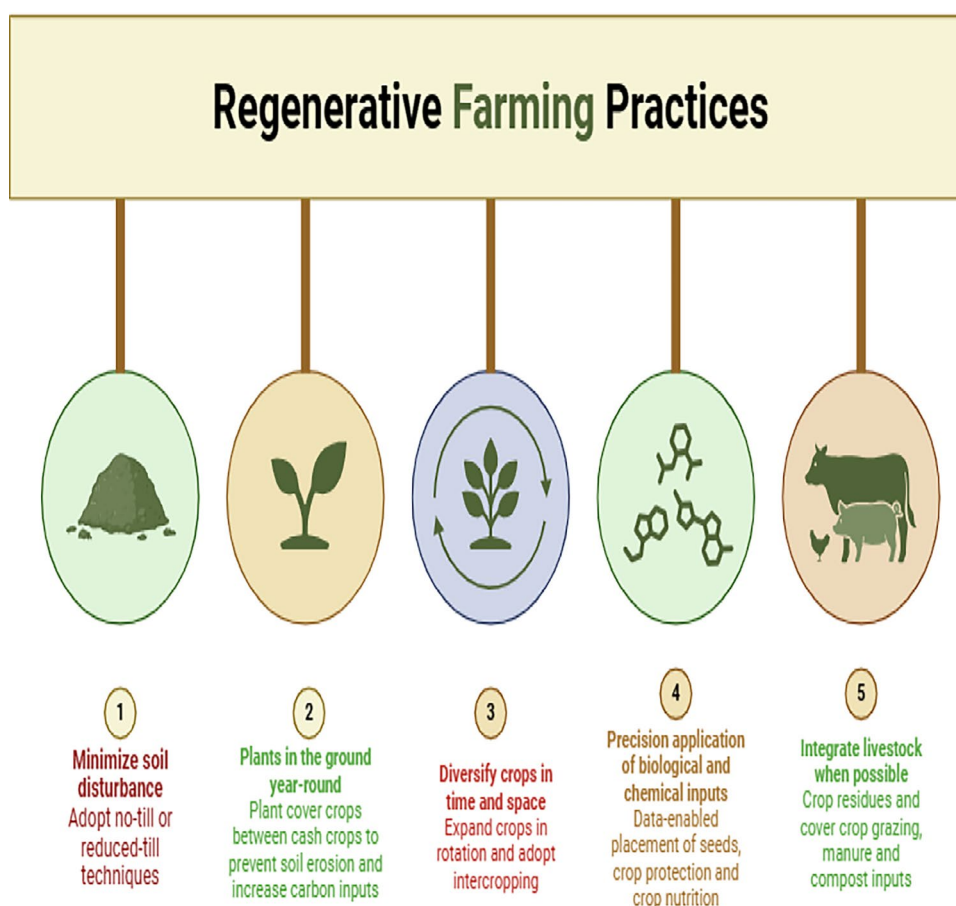 Regenerative Farming Practices
1
Minimize soil
disturbance
Adopt no-till or
reduced-till
techniques
2
Plants in the ground
year-round
Plant cover crops
between cash crops to
prevent soil erosion and
increase carbon inputs
3
Diversify crops in
time and space
Expand crops in
rotation and adopt
intercropping
4
Precision application
of biological and
chemical inputs
Data-enabled
placement of seeds,
crop protection and
crop nutrition
5
Integrate livestock
when possible
Crop residues and
cover crop grazing,
manure and
compost inputs